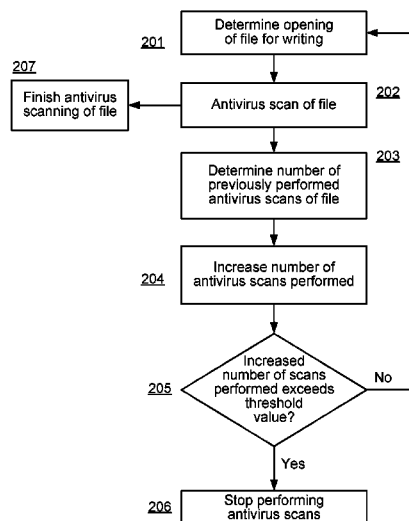 201
Determine opening
of file for writing
207
Finish antivirus
scanning of file
Antivirus scan of file
202
203
Determine number of
previously performed
antivirus scans of file
204
Increase number of
antivirus scans performed
205
Increased
number of scans
performed exceeds
threshold
value?
No
Yes
206
Stop performing
antivirus scans